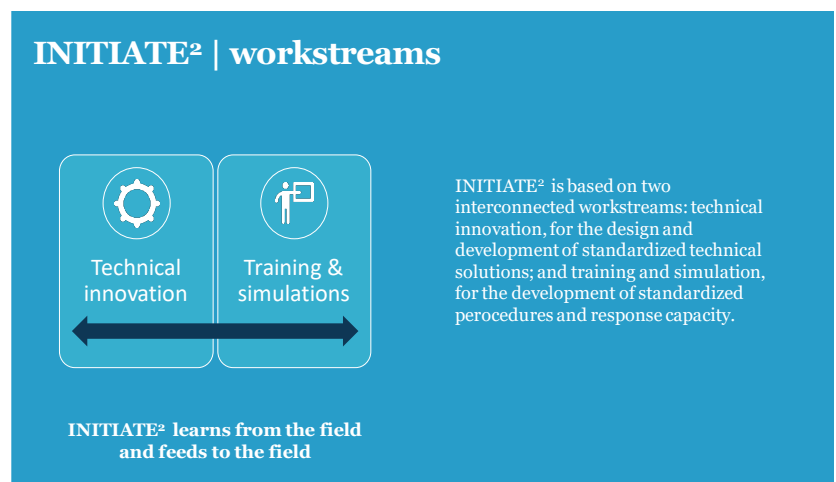 INITIATE² | workstreams
Technical
innovation
Training &
simulations
INITIATE² learns from the field
and feeds to the field
INITIATE² is based on two
interconnected workstreams: technical
innovation, for the design and
development of standardized technical
solutions; and training and simulation,
for the development of standardized
perocedures and response capacity.